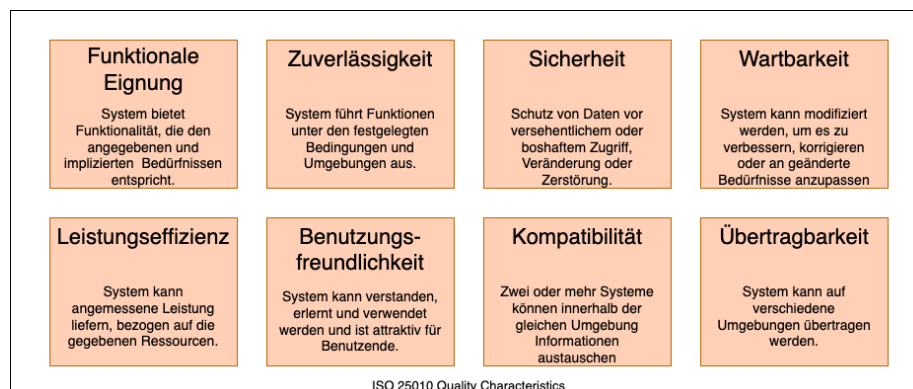 Funktionale
Eignung
System bietet
Funktionalität, die den
angegebenen und
implizierten Bedürfnissen
entspricht.
Zuverlässigkeit
System führt Funktionen
unter den festgelegten
Bedingungen und
Umgebungen aus.
Sicherheit
Schutz von Daten vor
versehentlichem oder
boshaftem Zugriff,
Veränderung oder
Zerstörung.
Wartbarkeit
System kann modifiziert
werden, um es zu
verbessern, korrigieren
oder an geänderte
Bedürfnisse anzupassen
Leistungseffizienz
System kann
angemessene Leistung
liefern, bezogen auf die
gegebenen Ressourcen.
Benutzungs-
freundlichkeit
System kann verstanden,
erlernt und verwendet
werden und ist attraktiv für
Benutzende.
Kompatibilität
Zwei oder mehr Systeme
können innerhalb der
gleichen Umgebung
Informationen
austauschen
Übertragbarkeit
System kann auf
verschiedene
Umgebungen übertragen
werden.
ISO 25010 Quality Characteristics